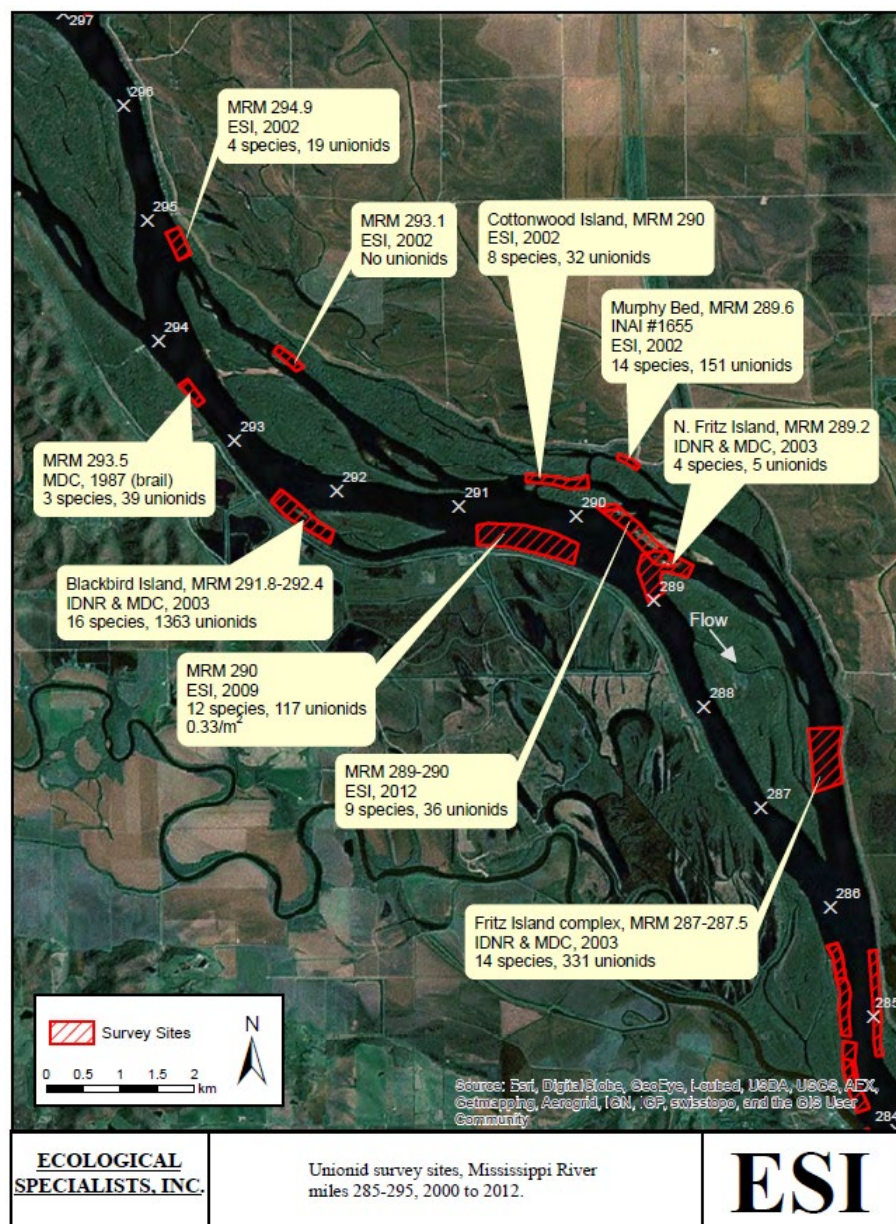 297
296
MRM 294.9
ESI, 2002
4 species, 19 unionids
295
MRM 293.1
ESI, 2002
No unionids
Cottonwood Island, MRM 290
ESI, 2002
8 species, 32 unionids
Murphy Bed, MRM 289.6
INAI #1655
ESI, 2002
14 species, 151 unionids
294
N. Fritz Island, MRM 289.2
IDNR & MDC, 2003
4 species, 5 unionids
293
MRM 293.5
MDC, 1987 (brail)
3 species, 39 unionids
292
291
290
Blackbird Island, MRM 291.8-292.4
IDNR & MDC, 2003
16 species, 1363 unionids
289
Flow
MRM 290
ESI, 2009
12 species, 117 unionids
0.33/m²
288
MRM 289-290
ESI, 2012
9 species, 36 unionids
287
286
Fritz Island complex, MRM 287-287.5
IDNR & MDC, 2003
14 species, 331 unionids
285
Survey Sites
N
0 0.5 1 1.5 2
km
Source: Esri, DigitalGlobe, GeoEye, i-cubed, USDA, USGS, AEX,
Getmapping, Aerogrid, IGN, IGP, swisstopo, and the GIS User
Community
284
ECOLOGICAL
SPECIALISTS, INC.
Unionid survey sites, Mississippi River
miles 285-295, 2000 to 2012.
ESI